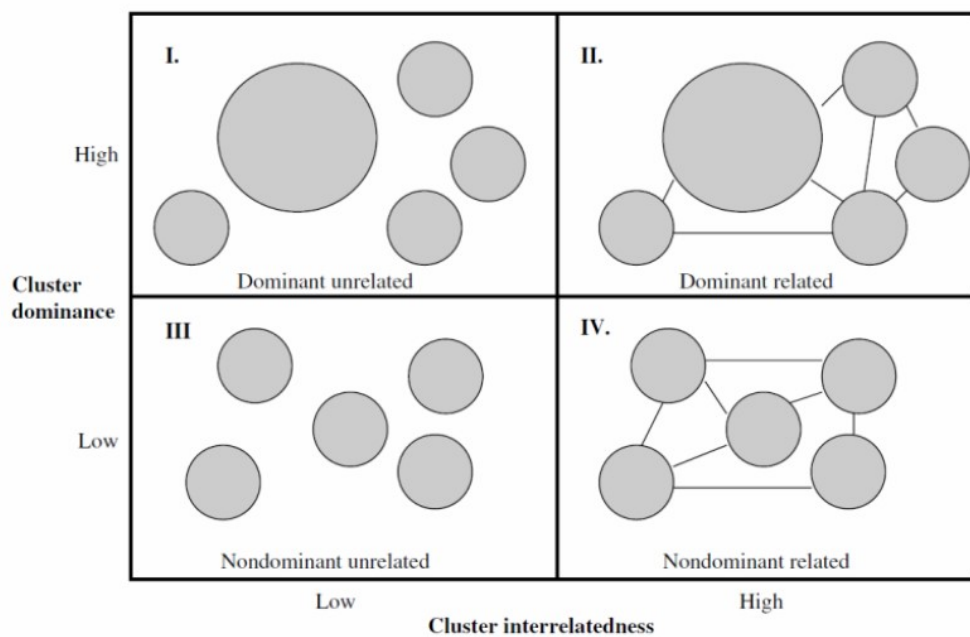 I.
II.
High
Dominant unrelated
Dominant related
Cluster
dominance
III
IV.
Low
Nondominant unrelated
Nondominant related
Low
High
Cluster interrelatedness